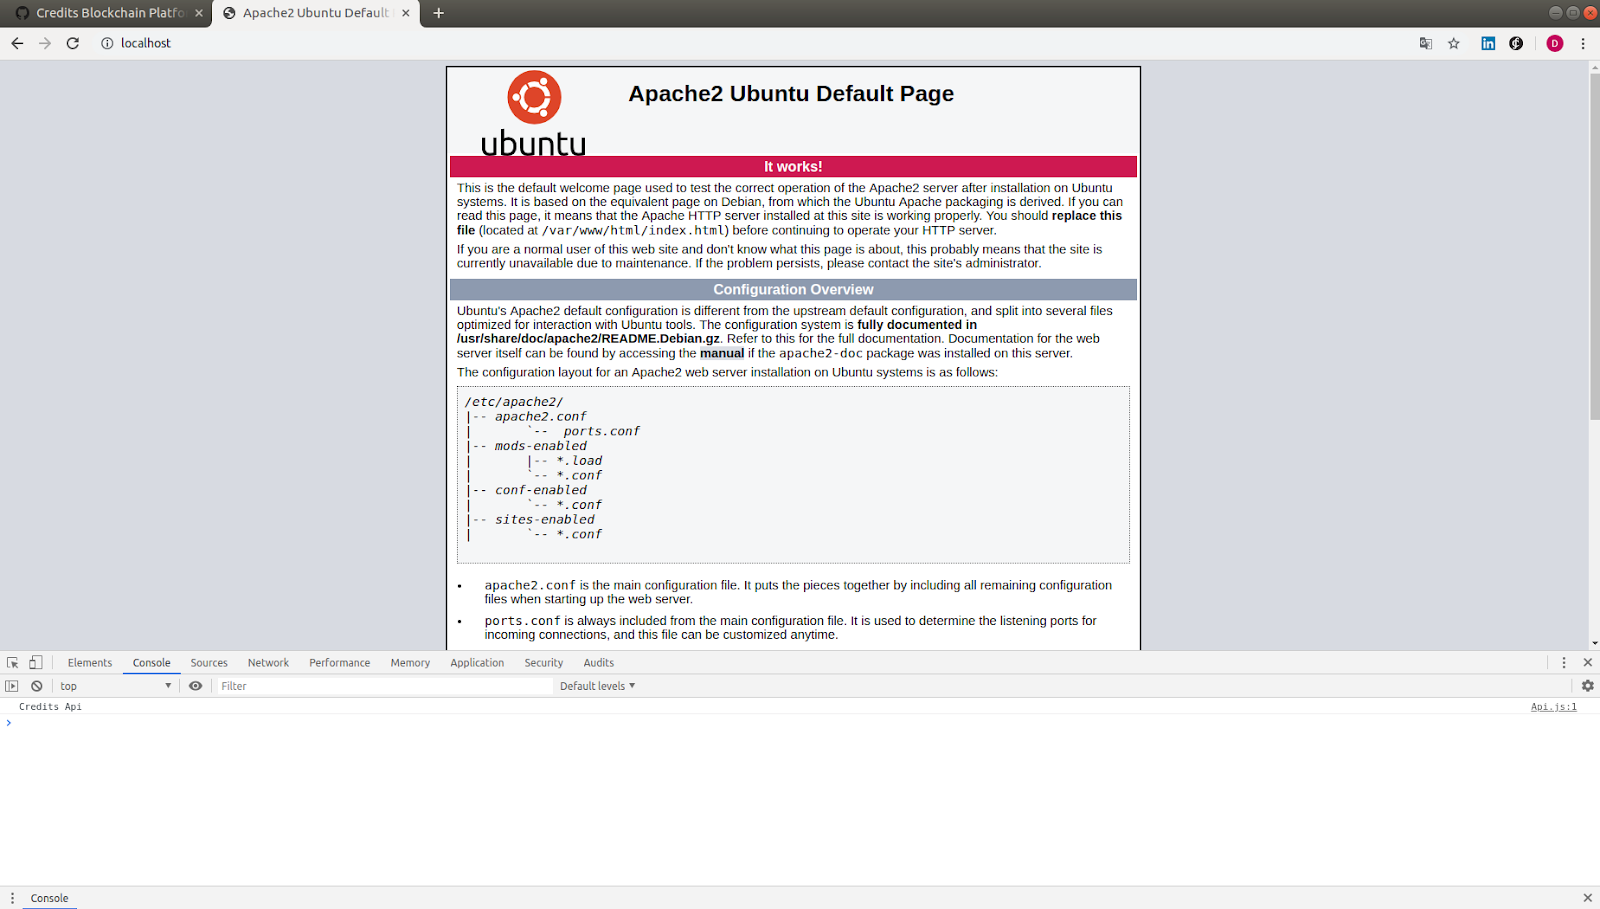 Credits Blockchain Platfo
Apache2 Ubuntu Default
localhost
D
ubuntu
Apache2 Ubuntu Default Page
It works!
This is the default welcome page used to test the correct operation of the Apache2 server after installation on Ubuntu
systems. It is based on the equivalent page on Debian, from which the Ubuntu Apache packaging is derived. If you can
read this page, it means that the Apache HTTP server installed at this site is working properly. You should replace this
file (located at /var/www/html/index.html) before continuing to operate your HTTP server.
If you are a normal user of this web site and don't know what this page is about, this probably means that the site is
currently unavailable due to maintenance. If the problem persists, please contact the site's administrator.
Configuration Overview
Ubuntu's Apache2 default configuration is different from the upstream default configuration, and split into several files
optimized for interaction with Ubuntu tools. The configuration system is fully documented in
/usr/share/doc/apache2/README.Debian.gz. Refer to this for the full documentation. Documentation for the web
server itself can be found by accessing the manual if the apache2-doc package was installed on this server.
The configuration layout for an Apache2 web server installation on Ubuntu systems is as follows:
/etc/apache2/
|-- apache2.conf
|       `--  ports.conf
|-- mods-enabled
|       |-- *.load
|       `-- *.conf
|-- conf-enabled
|       `-- *.conf
|-- sites-enabled
|       `-- *.conf
• apache2.conf is the main configuration file. It puts the pieces together by including all remaining configuration
files when starting up the web server.
• ports.conf is always included from the main configuration file. It is used to determine the listening ports for
incoming connections, and this file can be customized anytime.
Elements Console Sources Network Performance Memory Application Security Audits
top Filter Default levels
Credits Api Api.js:1
Console